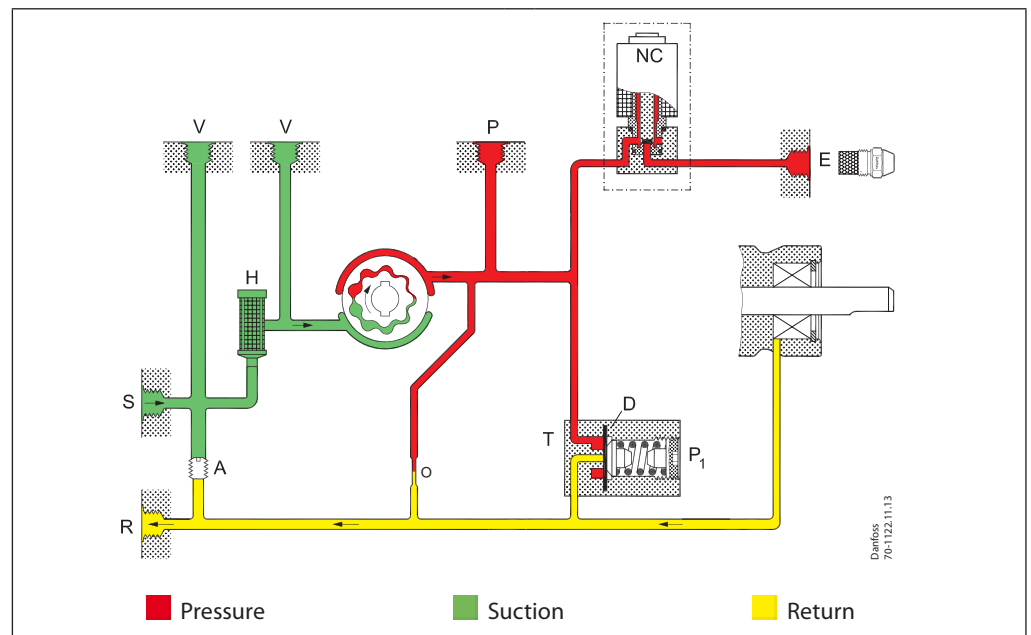 NC
V
V
P
E
H
S
D
T
P1
A
O
R
Danfoss
70-1122.11.13
Pressure
Suction
Return